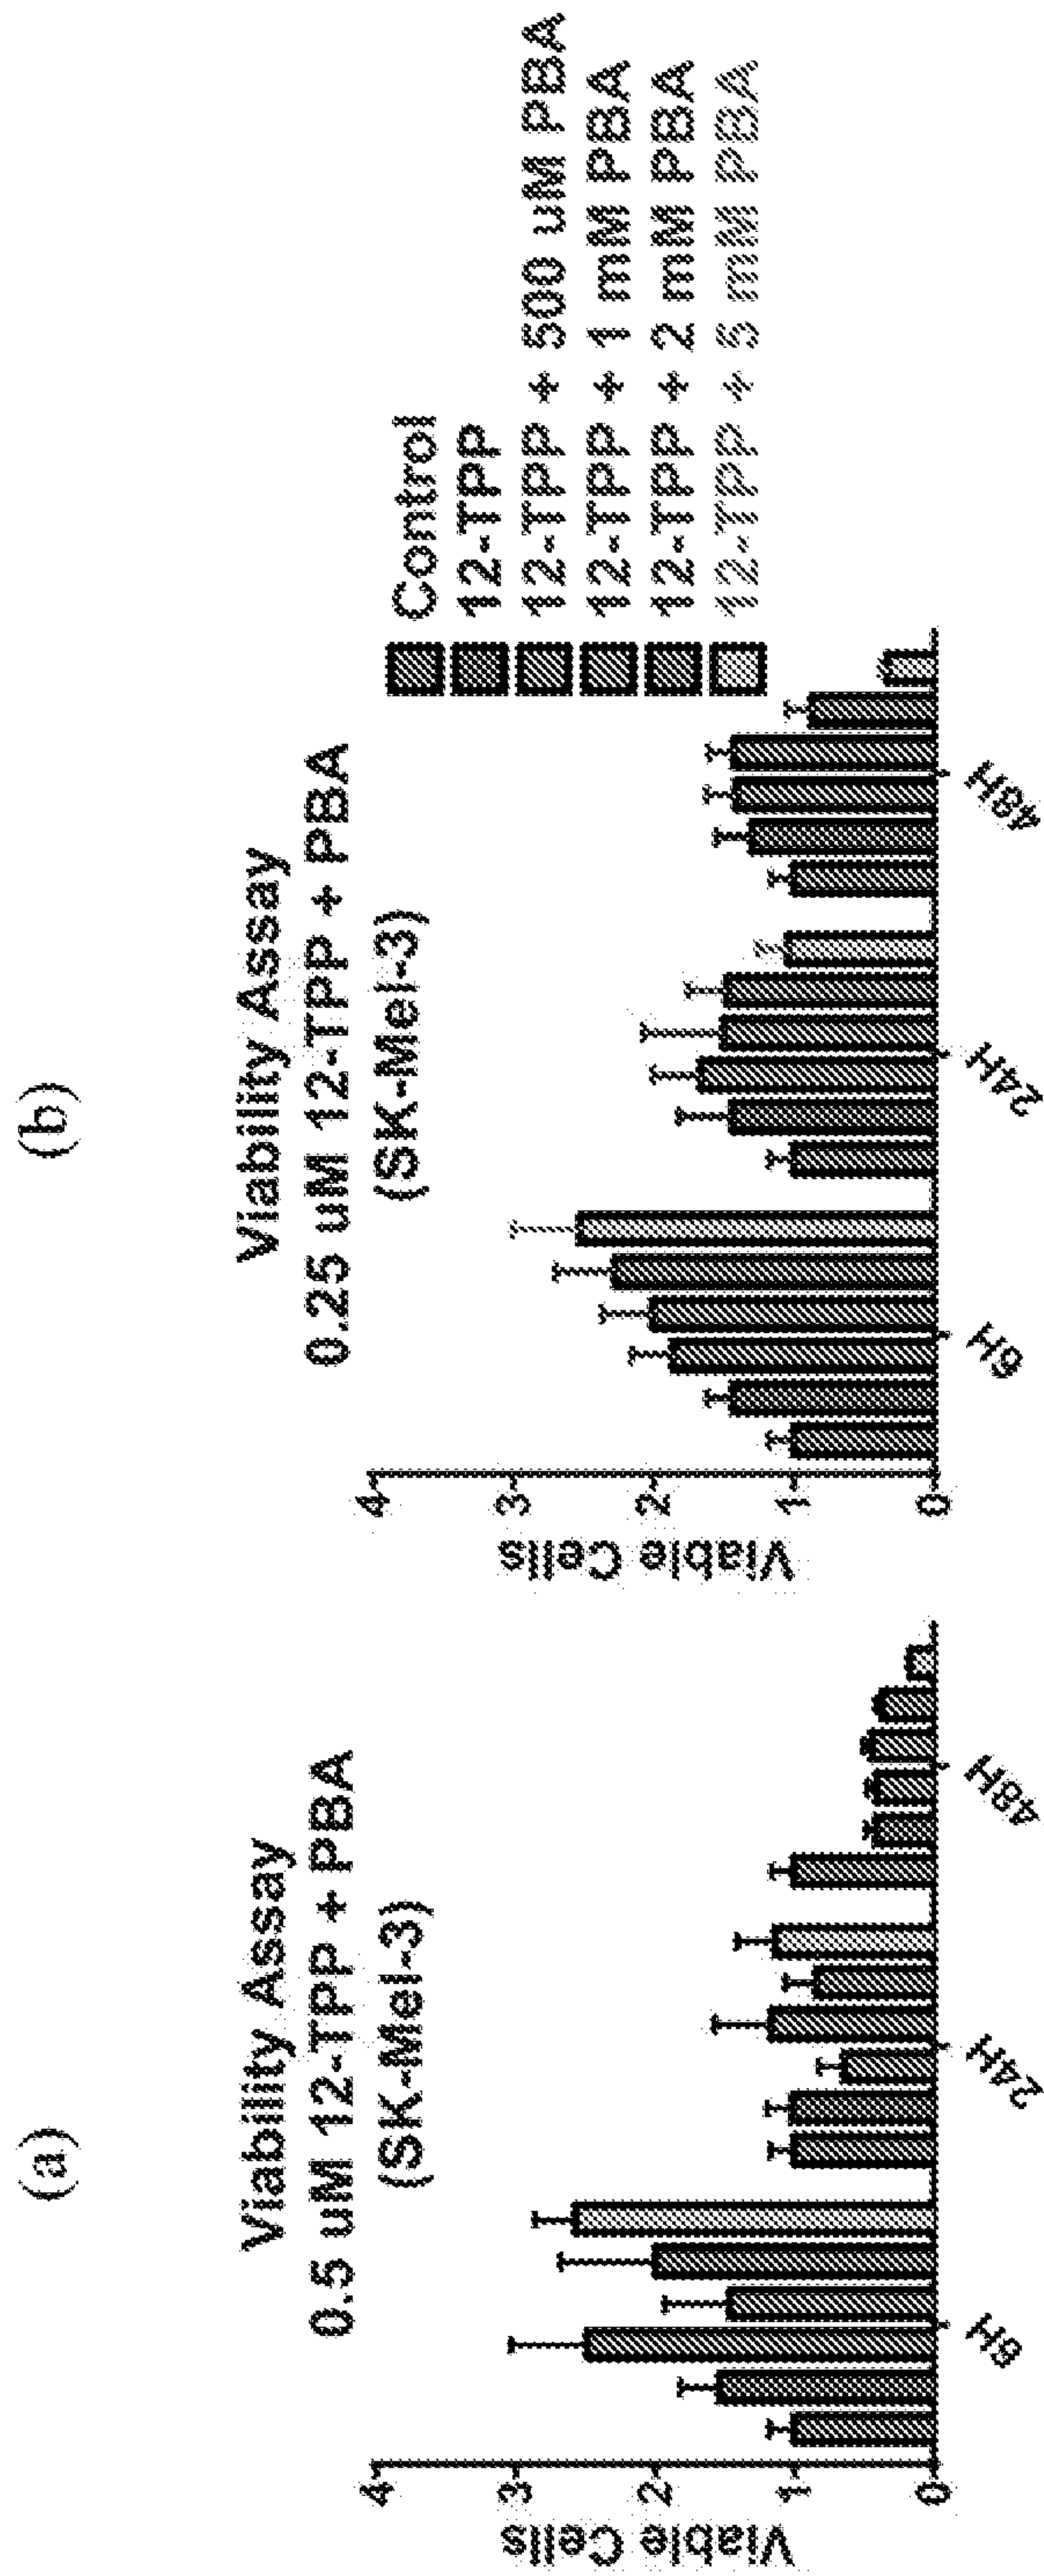 (a)
Viability Assay
0.5 uM 12-TPP + PBA
(SK-Mel-3)
Viable Cells
4
3
2
1
0
6H
24H
48H
(b)
Viability Assay
0.25 uM 12-TPP + PBA
(SK-Mel-3)
Viable Cells
4
3
2
1
0
6H
24H
48H
Control
12-TPP
12-TPP + 500 uM PBA
12-TPP + 1 mM PBA
12-TPP + 2 mM PBA
12-TPP + 5 mM PBA